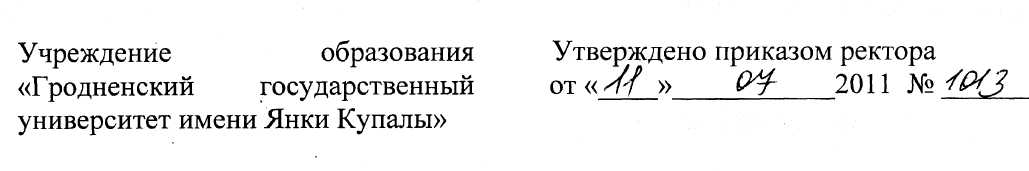 Учреждение образования
«Гродненский государственный
университет имени Янки Купалы»
Утверждено приказом ректора
от «11» 07 2011 № 1013